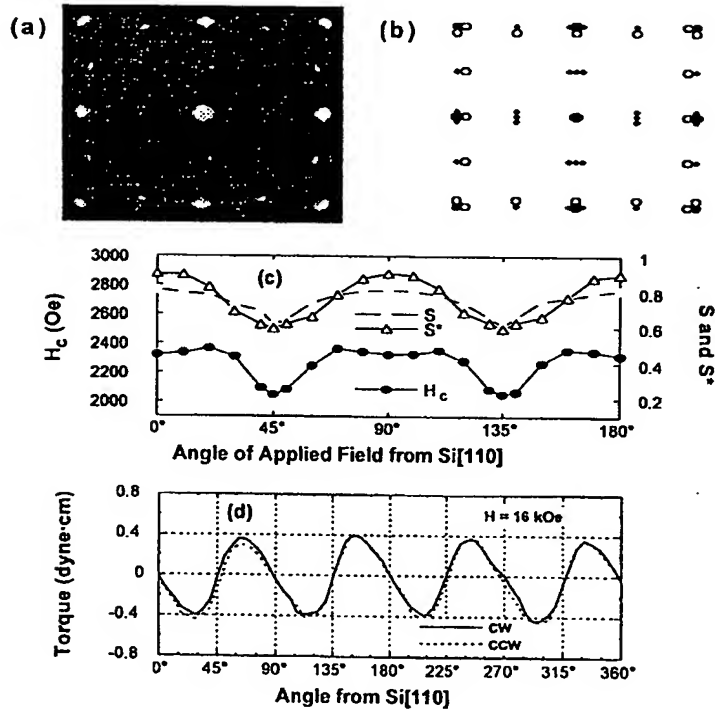 (a) (b)
3000 1
2800 (c) 0.8
2600 S 0.6
S*
2400 0.4
2200 H c
2000 0.2
H C (Oe)
S and S*
0° 45° 90° 135° 180°
Angle of Applied Field from Si[110]
0.8
(d) H = 16 kOe
0.4
0
-0.4 CW
CCW
-0.8
Torque (dyne·cm)
0° 45° 90° 135° 180° 225° 270° 315° 360°
Angle from Si[110]